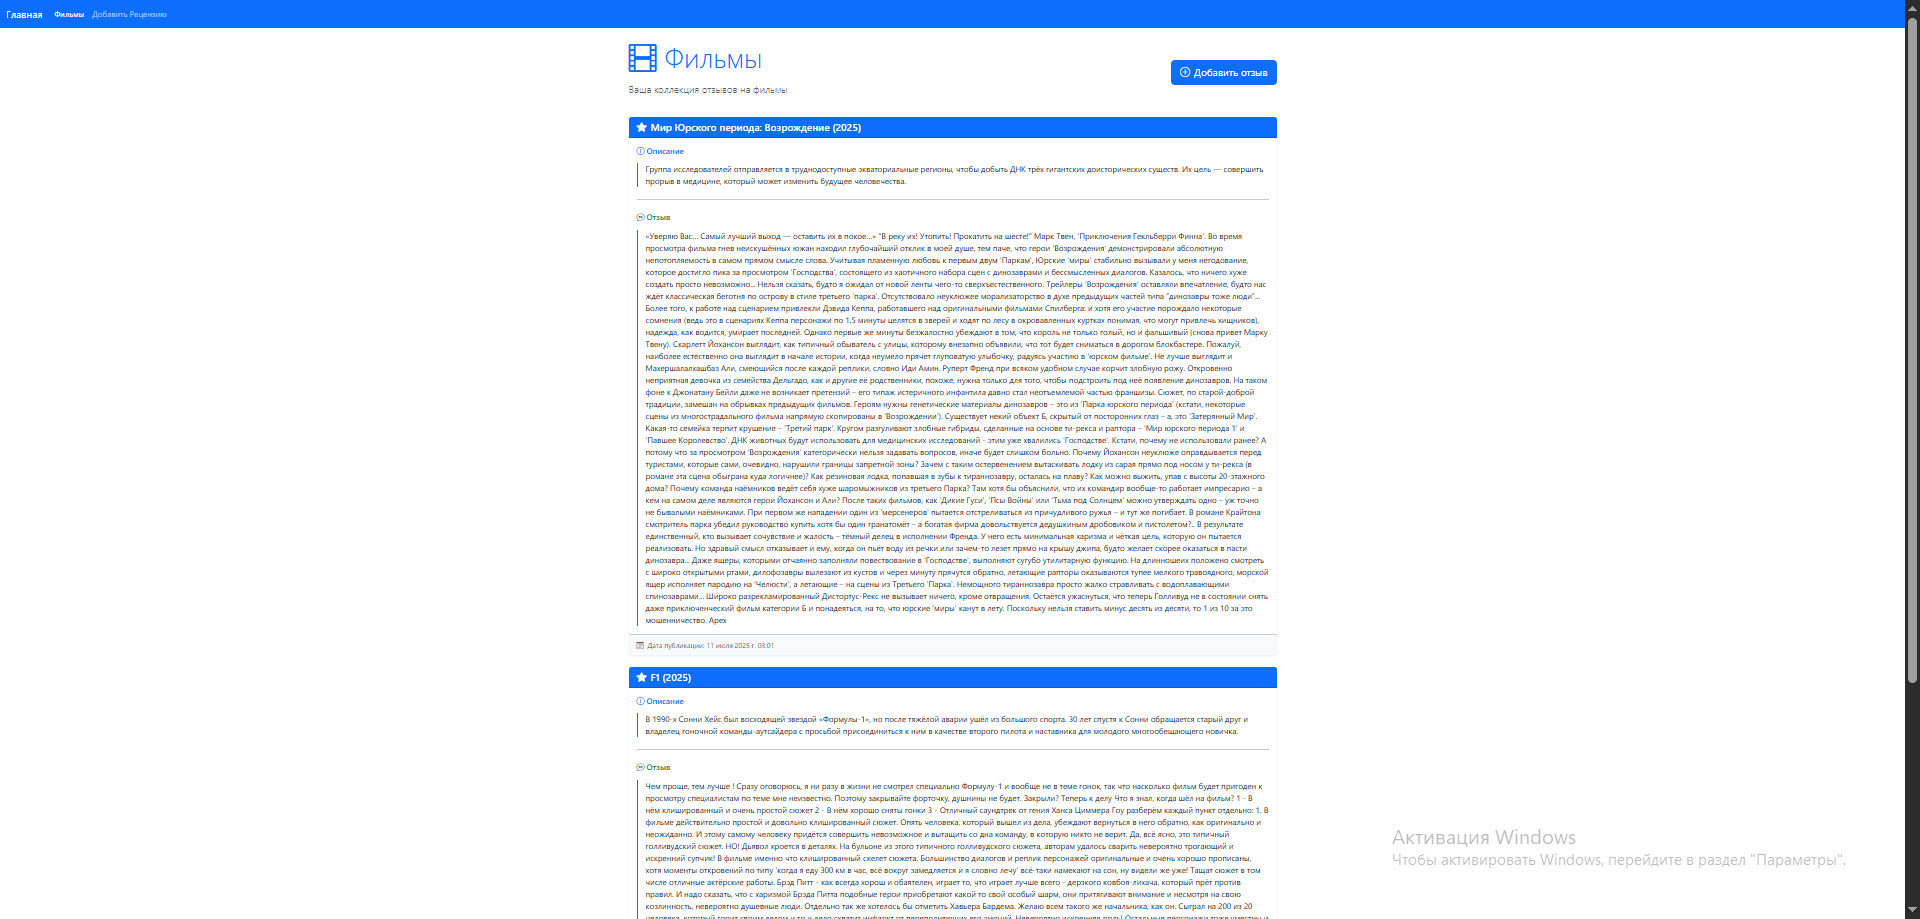 Главная Фильмы Добавить Рецензию
Фильмы
Добавить отзыв
Ваша коллекция отзывов на фильмы
Мир Юрского периода: Возрождение (2025)
Описание
Группа исследователей отправляется в труднодоступные экваториальные регионы, чтобы добыть ДНК трёх гигантских доисторических существ. Их цель — совершить
прорыв в медицине, который может изменить будущее человечества.
Отзыв
«Уверяю Вас... Самый лучший выход — оставить их в покое...» "В реку их! Утопить! Прокатить на шесте!" Марк Твен, 'Приключения Гекльберри Финна'. Во время
просмотра фильма гнев неискушённых южан находил глубочайший отклик в моей душе, тем паче, что герои 'Возрождения' демонстрировали абсолютную
непотопляемость в самом прямом смысле слова. Учитывая пламенную любовь к первым двум 'Паркам', Юрские 'миры' стабильно вызывали у меня негодование,
которое достигло пика за просмотром 'Господства', состоящего из хаотичного набора сцен с динозаврами и бессмысленных диалогов. Казалось, что ничего хуже
создать просто невозможно... Нельзя сказать, будто я ожидал от новой ленты чего-то сверхъестественного. Трейлеры 'Возрождения' оставляли впечатление, будто нас
ждёт классическая беготня по острову в стиле третьего 'парка'. Отсутствовало неуклюжее морализаторство в духе предыдущих частей типа "динозавры тоже люди"...
Более того, к работе над сценарием привлекли Дэвида Кеппа, работавшего над оригинальными фильмами Спилберга: и хотя его участие порождало некоторые
сомнения (ведь это в сценариях Кеппа персонажи по 1,5 минуты целятся в зверей и ходят по лесу в окровавленных куртках понимая, что могут привлечь хищников),
надежда, как водится, умирает последней. Однако первые же минуты безжалостно убеждают в том, что король не только голый, но и фальшивый (снова привет Марку
Твену). Скарлетт Йохансон выглядит, как типичный обыватель с улицы, которому внезапно объявили, что тот будет сниматься в дорогом блокбастере. Пожалуй,
наиболее естественно она выглядит в начале истории, когда неумело прячет глуповатую улыбочку, радуясь участию в 'юрском фильме'. Не лучше выглядит и
Махершалалхашбаз Али, смеющийся после каждой реплики, словно Иди Амин. Руперт Френд при всяком удобном случае корчит злобную рожу. Откровенно
неприятная девочка из семейства Дельгадо, как и другие её родственники, похоже, нужна только для того, чтобы подстроить под неё появление динозавров. На таком
фоне к Джонатану Бейли даже не возникает претензий – его типаж истеричного инфантила давно стал неотъемлемой частью франшизы. Сюжет, по старой-доброй
традиции, замешан на обрывках предыдущих фильмов. Героям нужны генетические материалы динозавров – это из 'Парка юрского периода' (кстати, некоторые
сцены из многострадального фильма напрямую скопированы в 'Возрождении'). Существует некий объект Б, скрытый от посторонних глаз – а, это 'Затерянный Мир'.
Какая-то семейка терпит крушение – 'Третий парк'. Кругом разгуливают злобные гибриды, сделанные на основе ти-рекса и раптора – 'Мир юрского периода 1' и
'Павшее Королевство'. ДНК животных будут использовать для медицинских исследований - этим уже хвалились 'Господстве'. Кстати, почему не использовали ранее? А
потому что за просмотром 'Возрождения' категорически нельзя задавать вопросов, иначе будет слишком больно. Почему Йохансон неуклюже оправдывается перед
туристами, которые сами, очевидно, нарушили границы запретной зоны? Зачем с таким остервенением вытаскивать лодку из сарая прямо под носом у ти-рекса (в
романе эта сцена обыграна куда логичнее)? Как резиновая лодка, попавшая в зубы к тираннозавру, осталась на плаву? Как можно выжить, упав с высоты 20-этажного
дома? Почему команда наёмников ведёт себя хуже шаромыжников из третьего Парка? Там хотя бы объяснили, что их командир вообще-то работает импресарио – а
кем на самом деле являются герои Йохансон и Али? После таких фильмов, как 'Дикие Гуси', 'Псы Войны' или 'Тьма под Солнцем' можно утверждать одно – уж точно
не бывалыми наёмниками. При первом же нападении один из 'мерсенеров' пытается отстреливаться из причудливого ружья – и тут же погибает. В романе Крайтона
смотритель парка убедил руководство купить хотя бы один гранатомёт – а богатая фирма довольствуется дедушкиным дробовиком и пистолетом?.. В результате
единственный, кто вызывает сочувствие и жалость – тёмный делец в исполнении Френда. У него есть минимальная харизма и чёткая цель, которую он пытается
реализовать. Но здравый смысл отказывает и ему, когда он пьёт воду из речки или зачем-то лезет прямо на крышу джипа, будто желает скорее оказаться в пасти
динозавра... Даже ящеры, которыми отчаянно заполняли повествование в 'Господстве', выполняют сугубо утилитарную функцию. На длинношеих положено смотреть
с широко открытыми ртами, дилофозавры вылезают из кустов и через минуту прячутся обратно, летающие рапторы оказываются тупее мелкого травоядного, морской
ящер исполняет пародию на 'Челюсти', а летающие – на сцены из Третьего 'Парка'. Немощного тираннозавра просто жалко стравливать с водоплавающими
спинозаврами... Широко разрекламированный Дистортус-Рекс не вызывает ничего, кроме отвращения. Остаётся ужаснуться, что теперь Голливуд не в состоянии снять
даже приключенческий фильм категории Б и понадеяться, на то, что юрские 'миры' канут в лету. Поскольку нельзя ставить минус десять из десяти, то 1 из 10 за это
мошенничество. Арех
Дата публикации: 11 июля 2025 г. 03:01
F1 (2025)
Описание
В 1990-х Сонни Хейс был восходящей звездой «Формулы-1», но после тяжёлой аварии ушёл из большого спорта. 30 лет спустя к Сонни обращается старый друг и
владелец гоночной команды-аутсайдера с просьбой присоединиться к ним в качестве второго пилота и наставника для молодого многообещающего новичка.
Отзыв
Чем проще, тем лучше ! Сразу оговорюсь, я ни разу в жизни не смотрел специально Формулу-1 и вообще не в теме гонок, так что насколько фильм будет пригоден к
просмотру специалистам по теме мне неизвестно. Поэтому закрывайте форточку, душнины не будет. Закрыли? Теперь к делу Что я знал, когда шёл на фильм? 1 - В
нём клишированный и очень простой сюжет 2 - В нём хорошо сняты гонки 3 - Отличный саундтрек от гения Ханса Циммера Гоу разберём каждый пункт отдельно: 1. В
фильме действительно простой и довольно клишированный сюжет. Опять человека, который вышел из дела, убеждают вернуться в него обратно, как оригинально и
неожиданно. И этому самому человеку придётся совершить невозможное и вытащить со дна команду, в которую никто не верит. Да, всё ясно, это типичный
голливудский сюжет. НО! Дьявол кроется в деталях. На бульоне из этого типичного голливудского сюжета, авторам удалось сварить невероятно трогающий и
искренний супчик! В фильме именно что клишированный скелет сюжета. Большинство диалогов и реплик персонажей оригинальные и очень хорошо прописаны,
хотя моменты откровений по типу 'когда я еду 300 км в час, всё вокруг замедляется и я словно лечу' всё-таки намекают на сон, ну видели же уже! Тащат сюжет в том
числе отличные актёрские работы. Брэд Питт - как всегда хорош и обаятелен, играет то, что играет лучше всего - дерзкого ковбоя-лихача, который прёт против
правил. И надо сказать, что с харизмой Брэда Питта подобные герои приобретают какой то свой особый шарм, они притягивают внимание и несмотря на свою
козлинность, невероятно душевные люди. Отдельно так же хотелось бы отметить Хавьера Бардема. Желаю всем такого же начальника, как он. Сыграл на 200 из 20
человека, который горит своим делом и то и дело схватит инфаркт от переполняющих его эмоций. Невероятно искренняя роль! Остальные персонажи тоже уместны и
Активация Windows
Чтобы активировать Windows, перейдите в раздел "Параметры".